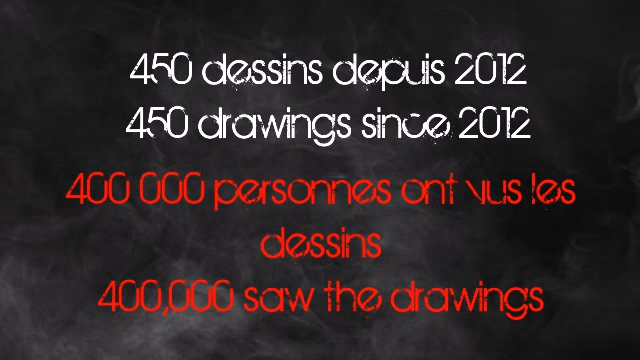 450 dessins depuis 2012
450 drawings since 2012
400 000 personnes ont vus les
dessins
400,000 saw the drawings